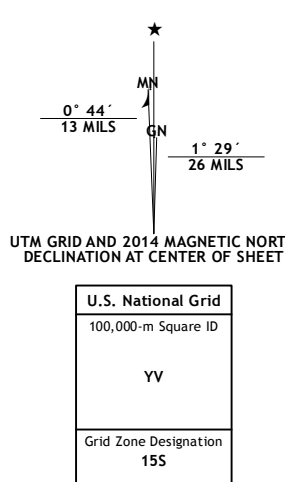 MN
0° 44´
13 MILS
GN
1° 29´
26 MILS
UTM GRID AND 2014 MAGNETIC NORT
DECLINATION AT CENTER OF SHEET
U.S. National Grid
100,000-m Square ID
YV
Grid Zone Designation
15S